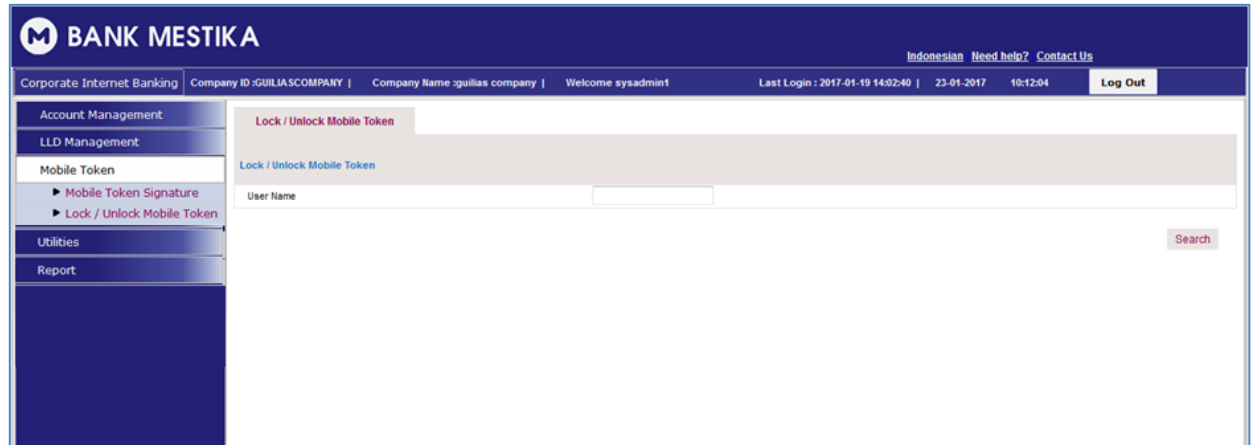 M BANK MESTIKA
Indonesian Need help? Contact Us
Corporate Internet Banking Company ID :GUILIASCOMPANY | Company Name :guilias company | Welcome sysadmin1 Last Login : 2017-01-19 14:02:40 | 23-01-2017 10:12:04 Log Out
Account Management
LLD Management
Mobile Token
Mobile Token Signature
Lock / Unlock Mobile Token
Utilities
Report
Lock / Unlock Mobile Token
Lock / Unlock Mobile Token
User Name
Search